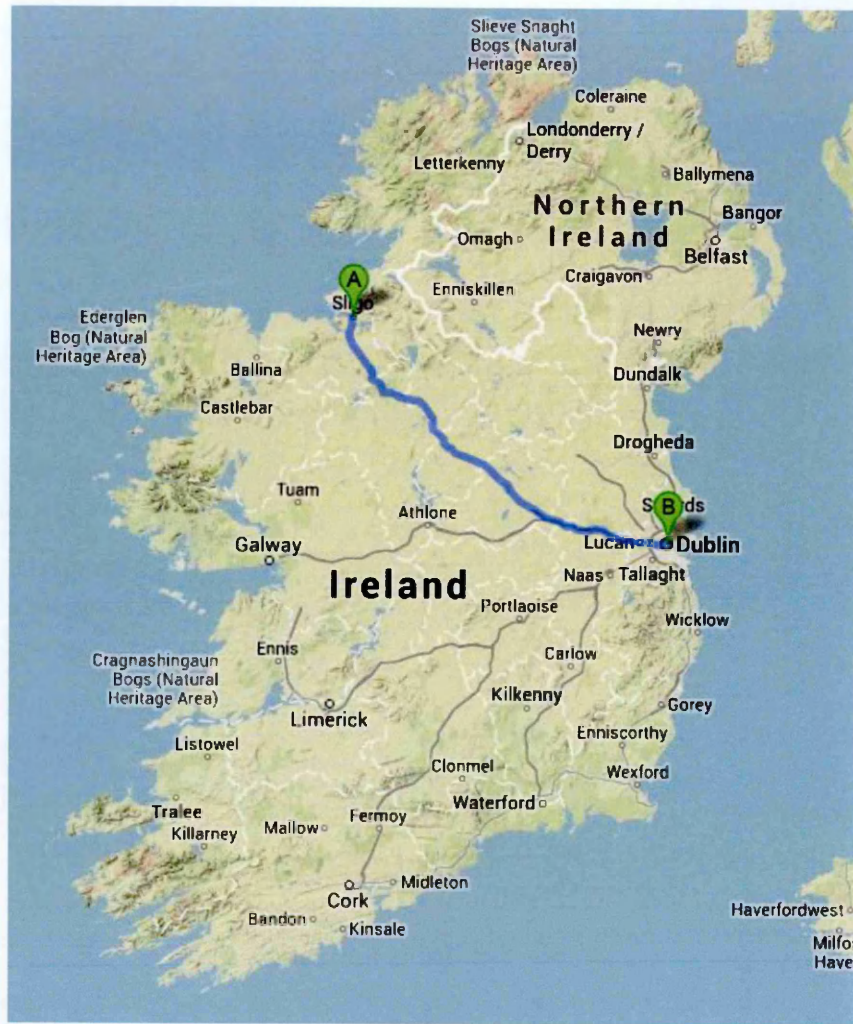 Slieve Snaght
Bogs (Natural
Heritage Area)
Coleraine
Londonderry /
Derry
Letterkenny
Ballymena
Northern
Ireland
Bangor
Omagh
Belfast
A
Craigavon
Enniskillen
Sligo
Ederglen
Bog (Natural
Heritage Area)
Newry
Ballina
Dundalk
Castlebar
Drogheda
Tuam
B
Athlone
Galway
Lucan
Dublin
Ireland
Naas
Tallaght
Portlaoise
Wicklow
Ennis
Carlow
Cragnashingaun
Bogs (Natural
Heritage Area)
Kilkenny
Limerick
Gorey
Enniscorthy
Listowel
Clonmel
Wexford
Tralee
Waterford
Killarney
Mallow
Fermoy
Cork
Midleton
Bandon
Kinsale
Haverfordwest
Milfo
Have